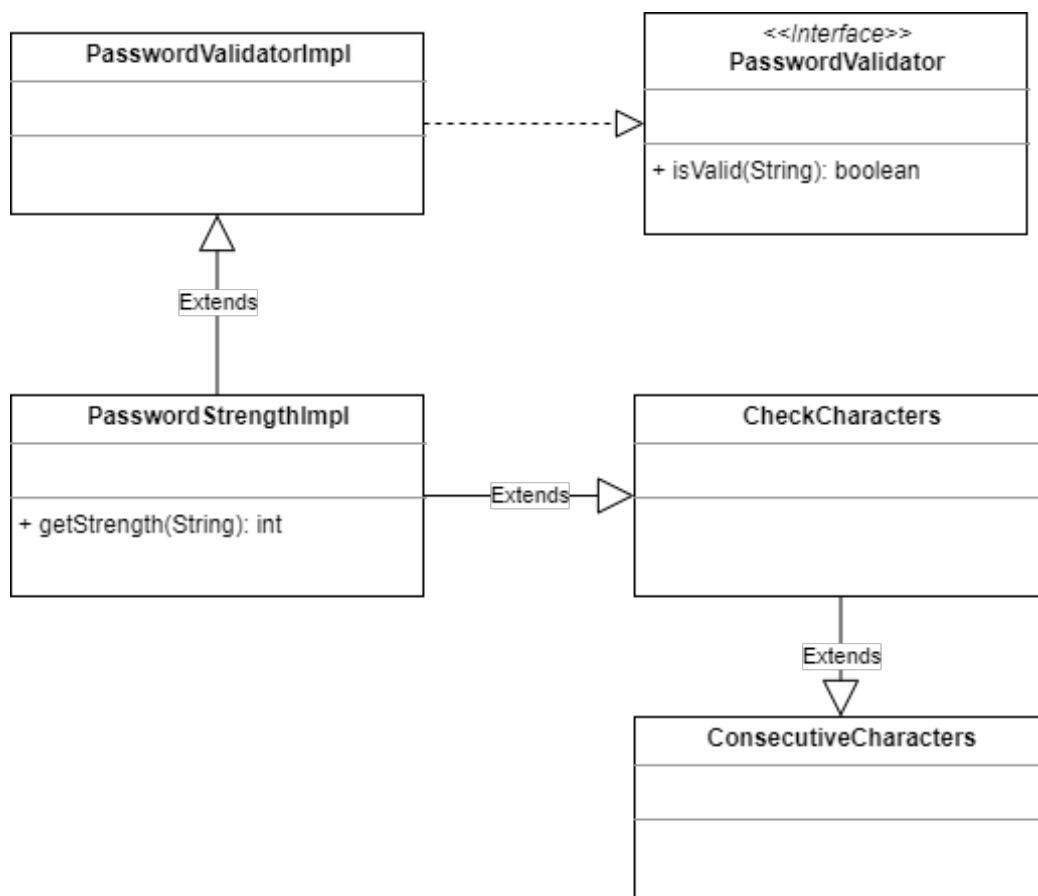 PasswordValidatorImpl
<<Interface>>
PasswordValidator
+ isValid(String): boolean
Extends
PasswordStrengthImpl
+ getStrength(String): int
Extends
CheckCharacters
Extends
ConsecutiveCharacters